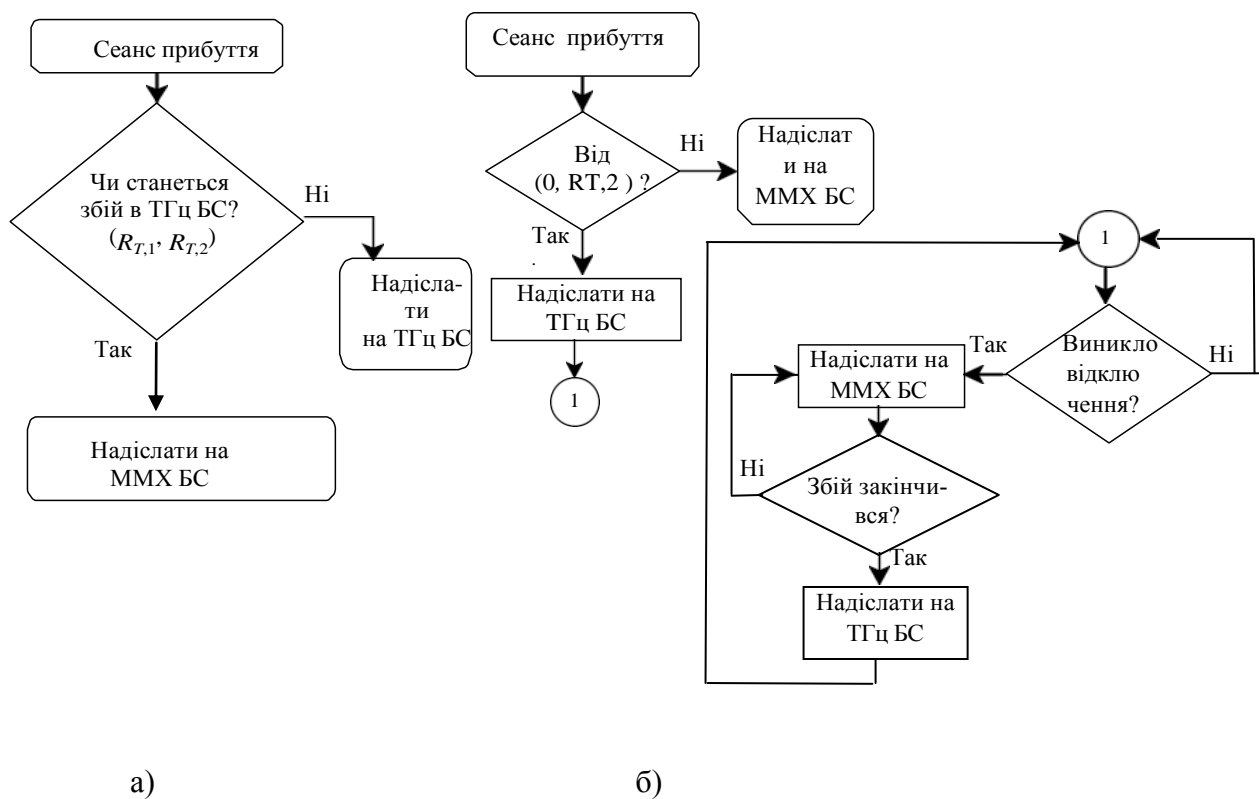 Сеанс прибуття
Чи станеться
збій в ТГц БС?
(R_T,1, R_T,2)
Ні
Надісла-
ти
на ТГц БС
Так
Надіслати на
ММХ БС
а)
Сеанс прибуття
Від
(0, RT,2 ) ?
Ні
Надіслат
и на
ММХ БС
Так
.
Надіслати на
ТГц БС
1
1
Виникло
відклю
чення?
Ні
Так
Надіслати на
ММХ БС
Ні
Збій закінчи-
вся?
Так
Надіслати на
ТГц БС
б)